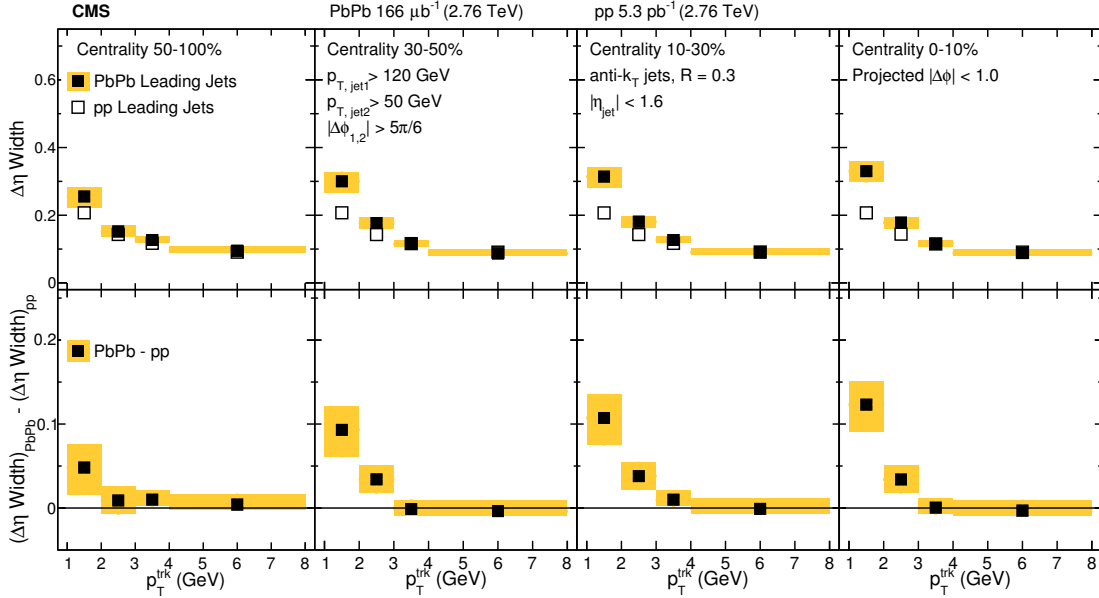 CMS
PbPb 166 μb⁻¹ (2.76 TeV)
pp 5.3 pb⁻¹ (2.76 TeV)
Centrality 50-100%
PbPb Leading Jets
pp Leading Jets
Centrality 30-50%
p_T, jet1 > 120 GeV
p_T, jet2 > 50 GeV
|Δϕ_1,2| > 5π/6
Centrality 10-30%
anti-k_T jets, R = 0.3
|η_jet| < 1.6
Centrality 0-10%
Projected |Δϕ| < 1.0
Δη Width
0.6
0.4
0.2
0
PbPb - pp
(Δη Width)_PbPb - (Δη Width)_pp
0.2
0.1
0
1 2 3 4 5 6 7 8
1 2 3 4 5 6 7 8
1 2 3 4 5 6 7 8
1 2 3 4 5 6 7 8
p_T^trk (GeV)
p_T^trk (GeV)
p_T^trk (GeV)
p_T^trk (GeV)